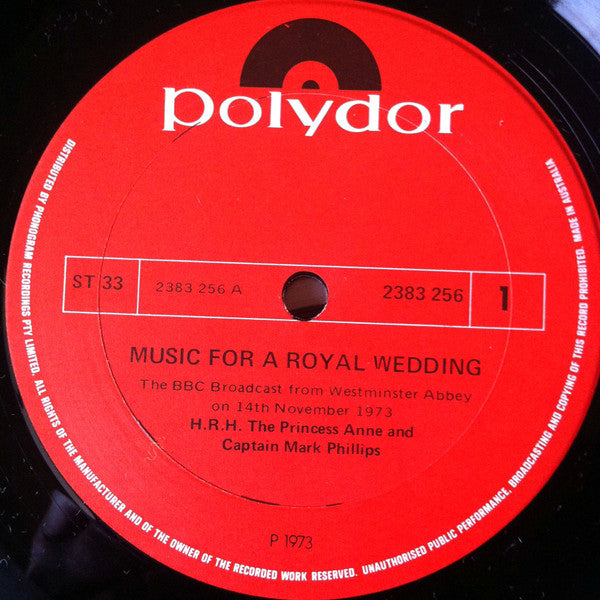 polydor
ST 33
2383 256 A
2383 256
1
MUSIC FOR A ROYAL WEDDING
The BBC Broadcast from Westminster Abbey
on 14th November 1973
H.R.H. The Princess Anne and
Captain Mark Phillips
P 1973
DISTRIBUTED BY PHONOGRAM RECORDINGS PTY LIMITED. ALL RIGHTS OF THE MANUFACTURER AND OF THE OWNER OF THE RECORDED WORK RESERVED. UNAUTHORISED PUBLIC PERFORMANCE, BROADCASTING AND COPYING OF THIS RECORD PROHIBITED. MADE IN AUSTRALIA